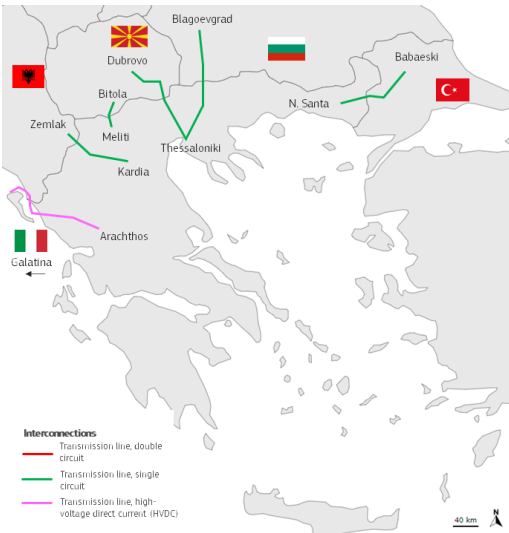 Blagoevgrad
Dubrovo
Babaeski
Bitola
N. Santa
Zemlak
Meliti
Thessaloniki
Kardia
Arachthos
Galatina
Interconnections
Transmission line, double
circuit
Transmission line, single
circuit
Transmission line, high-
voltage direct current (HVDC)
40 km
N